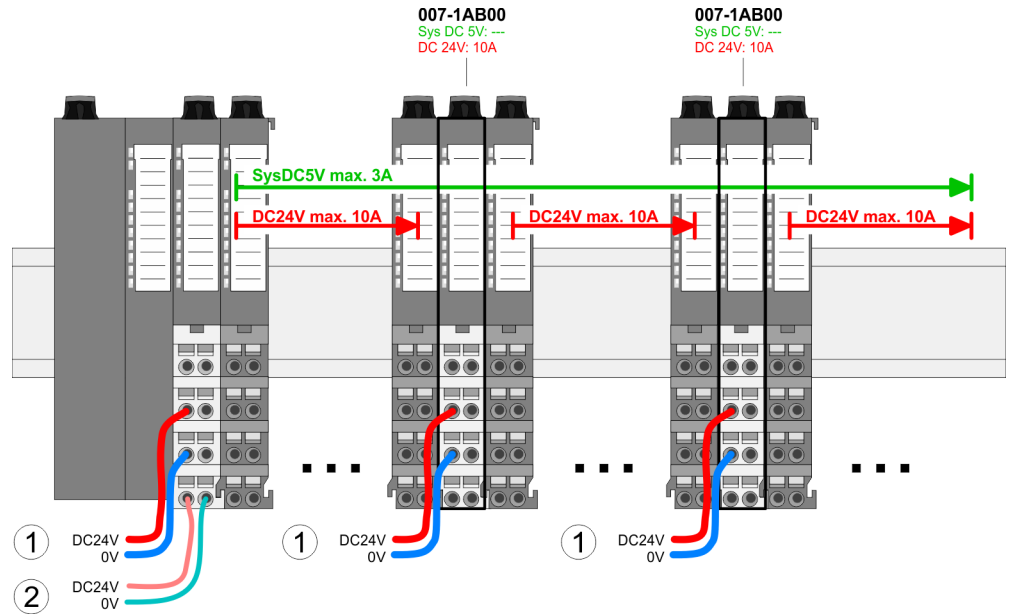 007-1AB00
Sys DC 5V: ---
DC 24V: 10A
007-1AB00
Sys DC 5V: ---
DC 24V: 10A
SysDC5V max. 3A
DC24V max. 10A
DC24V max. 10A
DC24V max. 10A
1
DC24V
0V
1
DC24V
0V
1
DC24V
0V
2
DC24V
0V